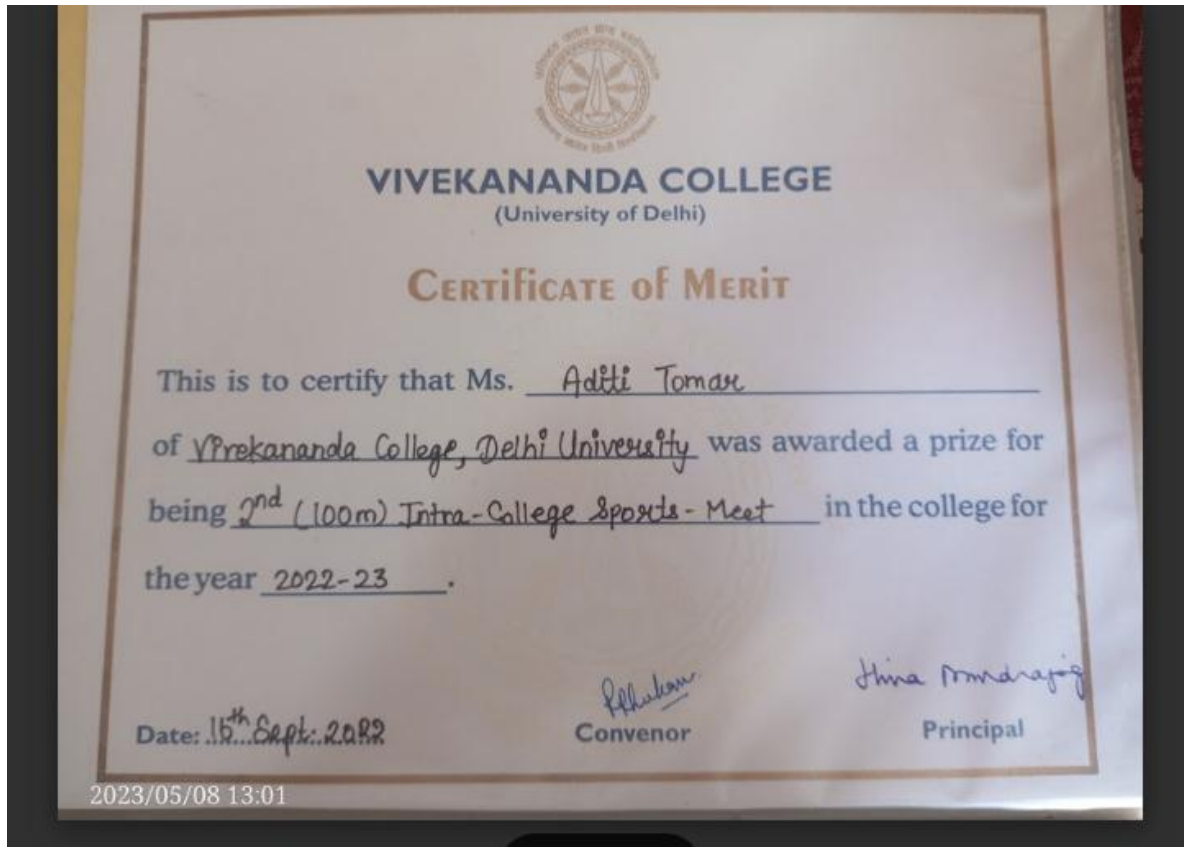 VIVEKANANDA COLLEGE
(University of Delhi)
CERTIFICATE OF MERIT
This is to certify that Ms. Aditi Tomar
of Vivekananda College, Delhi University was awarded a prize for
being 2nd (100m) Intra-College Sports-Meet in the college for
the year 2022-23.
Hina
Date: Sept. 2022 Convenor Principal
2023/05/08 13:01